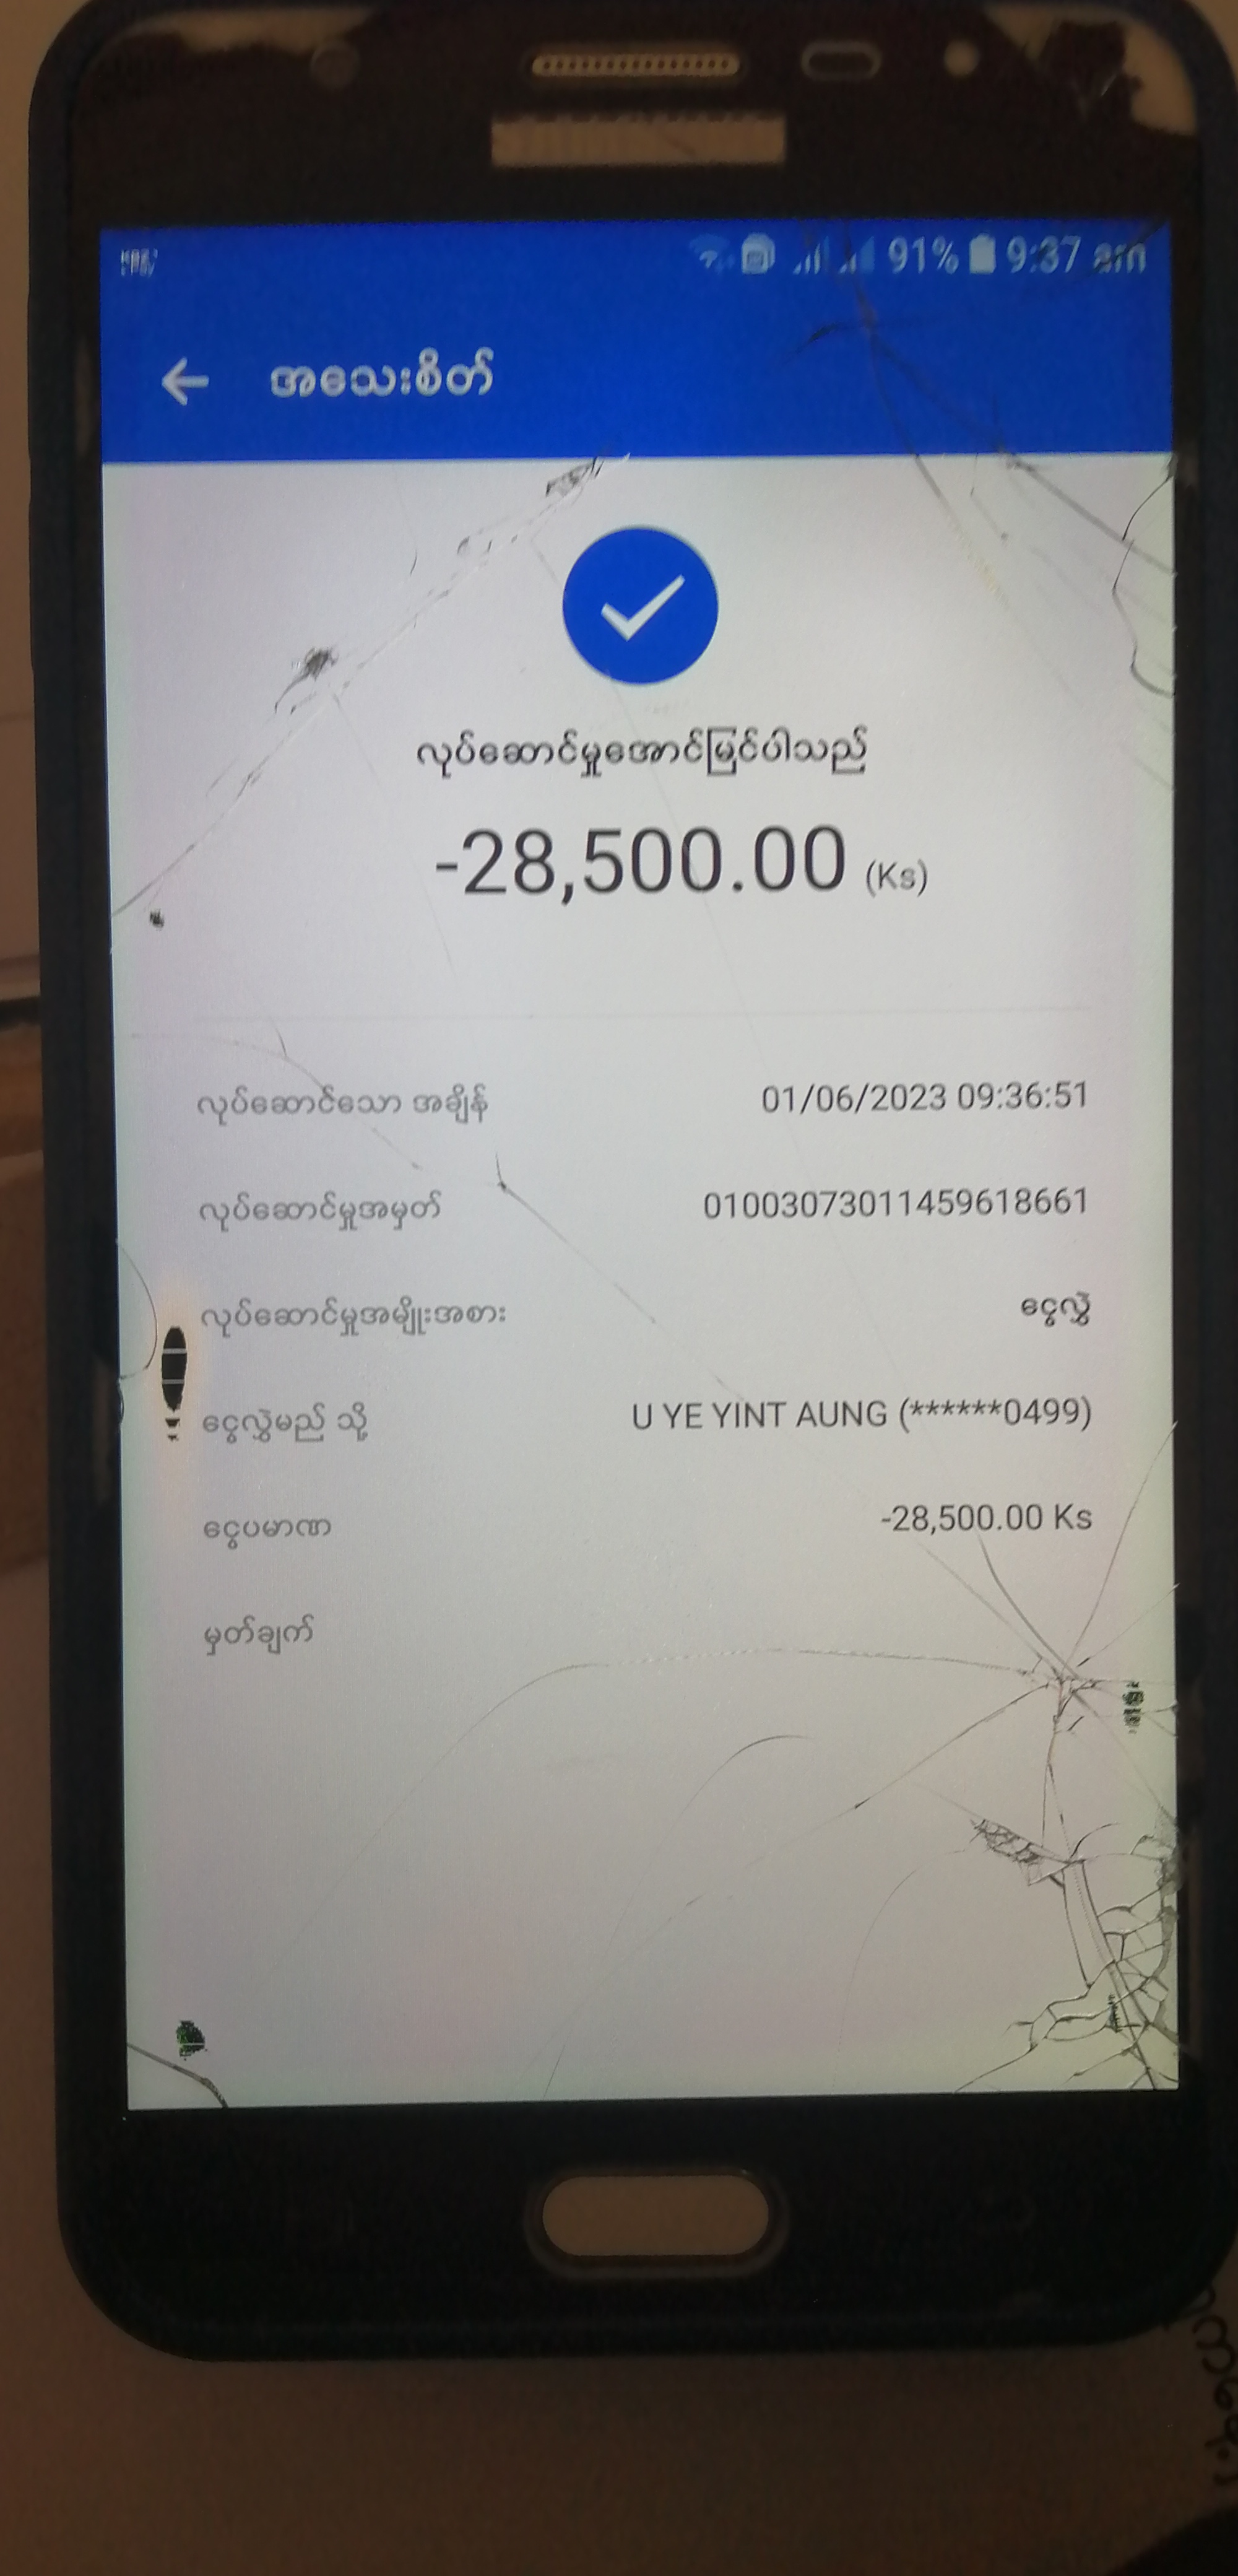 91% 9:37 am
အသေးစိတ်
လုပ်ဆောင်မှုအောင်မြင်ပါသည်
-28,500.00 (Ks)
လုပ်ဆောင်သော အချိန် 01/06/2023 09:36:51
လုပ်ဆောင်မှုအမှတ် 01003073011459618661
လုပ်ဆောင်မှုအမျိုးအစား ငွေလွှဲ
ငွေလွှဲမည် သို့ U YE YINT AUNG (******0499)
ငွေပမာဏ -28,500.00 Ks
မှတ်ချက်